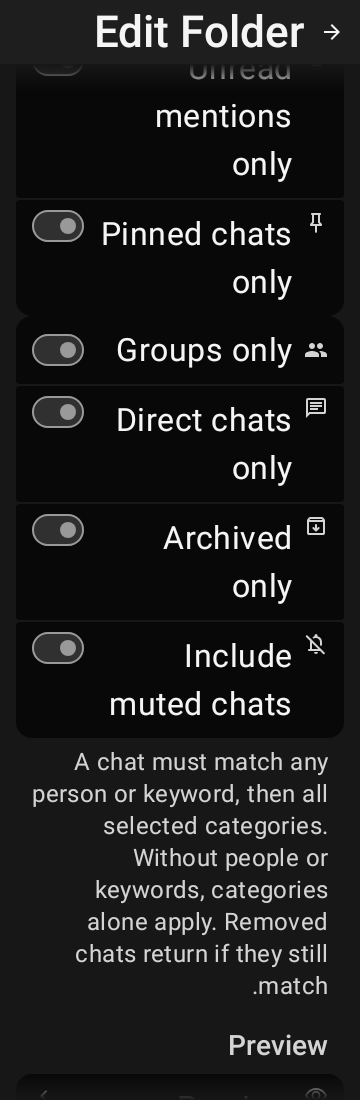 Edit Folder
Unread
mentions
only
Pinned chats
only
Groups only
Direct chats
only
Archived
only
Include
muted chats
A chat must match any
person or keyword, then all
selected categories.
Without people or
keywords, categories
alone apply. Removed
chats return if they still
.match
Preview